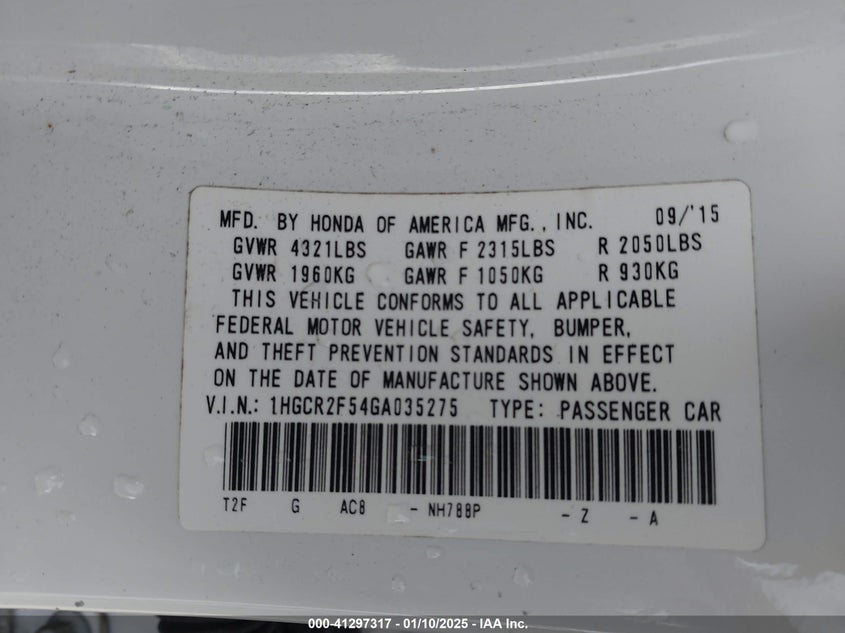 MFD. BY HONDA OF AMERICA MFG., INC. 09/'15
GVWR 4321LBS GAWR F 2315LBS R 2050LBS
GVWR 1960KG GAWR F 1050KG R 930KG
THIS VEHICLE CONFORMS TO ALL APPLICABLE
FEDERAL MOTOR VEHICLE SAFETY, BUMPER,
AND THEFT PREVENTION STANDARDS IN EFFECT
ON THE DATE OF MANUFACTURE SHOWN ABOVE.
V.I.N.: 1HGCR2F54GA035275 TYPE: PASSENGER CAR
T2F G AC8 - NH788P - Z - A
000-41297317 - 01/10/2025 - IAA Inc.